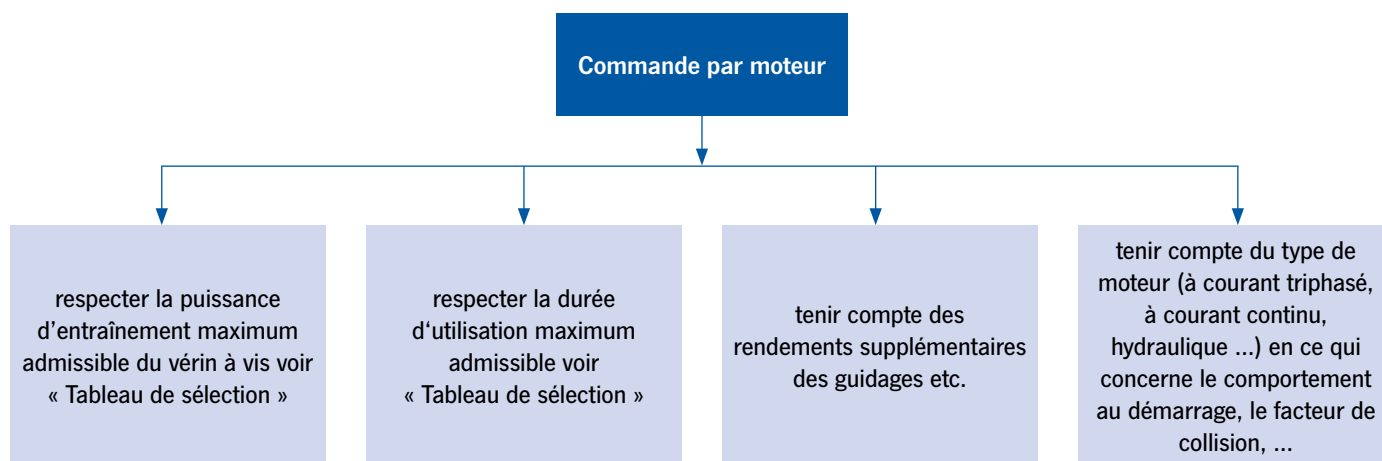 Commande par moteur
respecter la puissance
d’entraînement maximum
admissible du vérin à vis voir
« Tableau de sélection »
respecter la durée
d‘utilisation maximum
admissible voir
« Tableau de sélection »
tenir compte des
rendements supplémentaires
des guidages etc.
tenir compte du type de
moteur (à courant triphasé,
à courant continu,
hydraulique ...) en ce qui
concerne le comportement
au démarrage, le facteur de
collision, ...